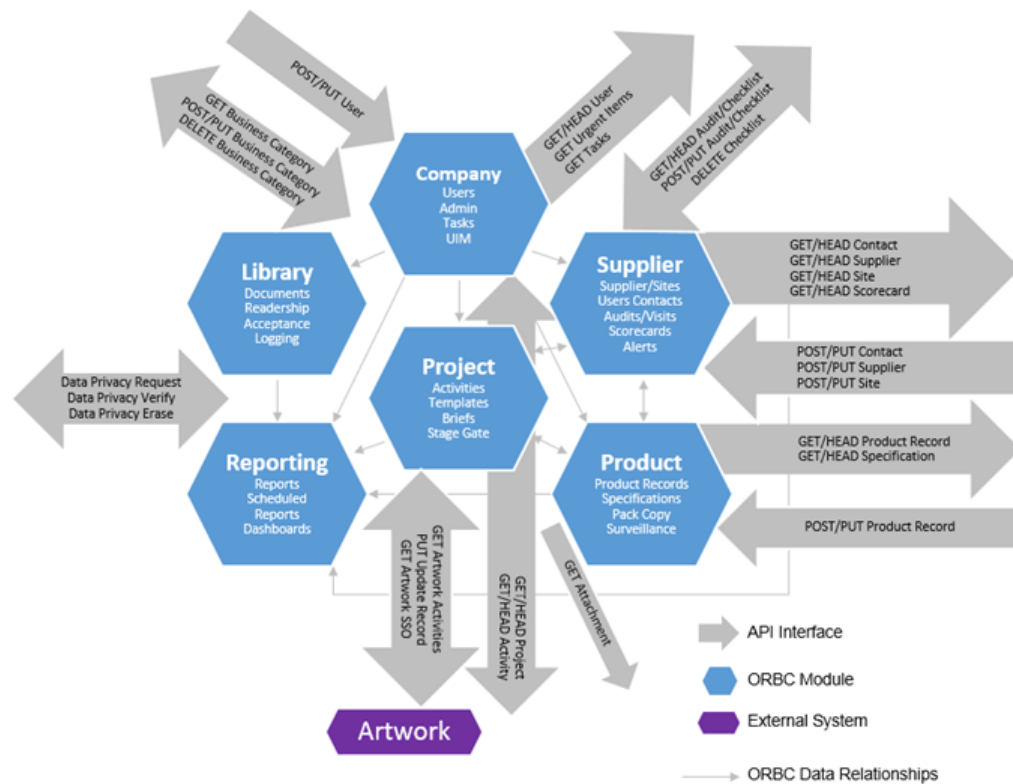 POST/PUT User
GET Business Category
POST/PUT Business Category
DELETE Business Category
GET/HEAD User
GET Urgent Items
GET Tasks
GET/HEAD Audit/Checklist
POST/PUT Audit/Checklist
DELETE Checklist
Company
Users
Admin
Tasks
UIM
Library
Documents
Readership
Acceptance
Logging
Supplier
Supplier/Sites
Users Contacts
Audits/Visits
Scorecards
Alerts
GET/HEAD Contact
GET/HEAD Supplier
GET/HEAD Site
GET/HEAD Scorecard
Project
Activities
Templates
Briefs
Stage Gate
POST/PUT Contact
POST/PUT Supplier
POST/PUT Site
Data Privacy Request
Data Privacy Verify
Data Privacy Erase
Reporting
Reports
Scheduled
Reports
Dashboards
Product
Product Records
Specifications
Pack Copy
Surveillance
GET/HEAD Product Record
GET/HEAD Specification
POST/PUT Product Record
GET Artwork Activities
PUT Update Record
GET Artwork SSO
GET/HEAD Project
GET/HEAD Activity
GET Attachment
Artwork
API Interface
ORBC Module
External System
ORBC Data Relationships